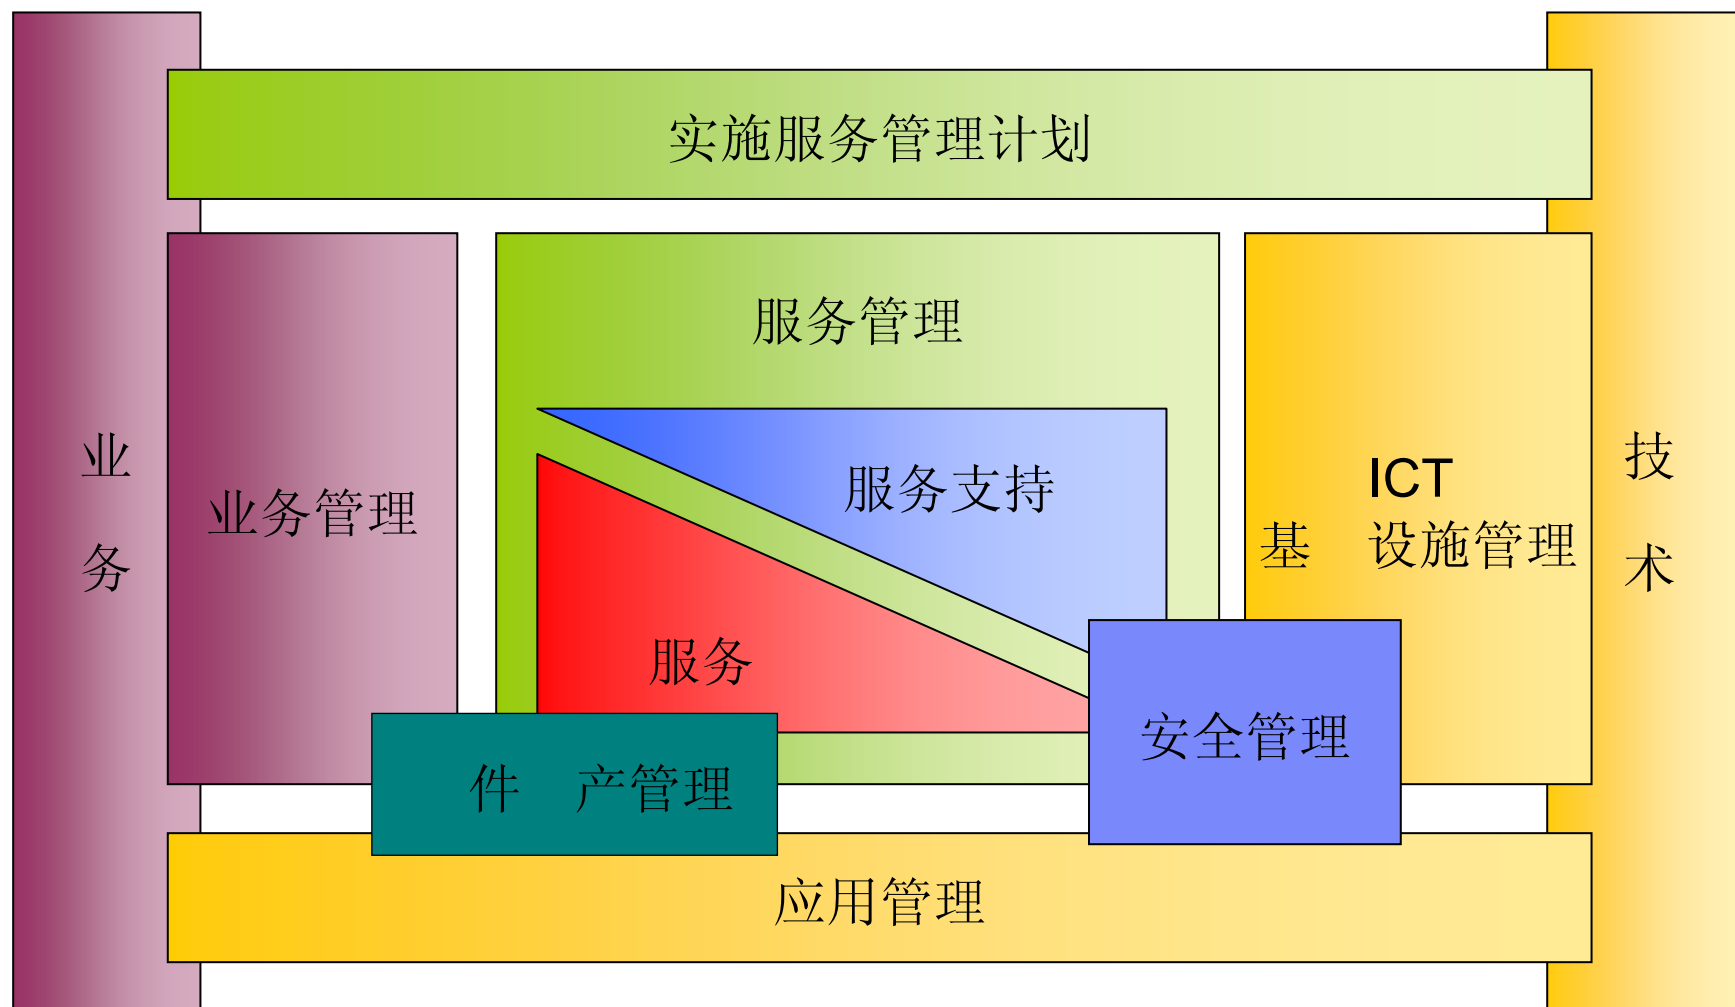 实施服务管理计划
业
务
业务管理
服务管理
服务支持
服务
ICT
基 设施管理
技
术
件 产管理
安全管理
应用管理